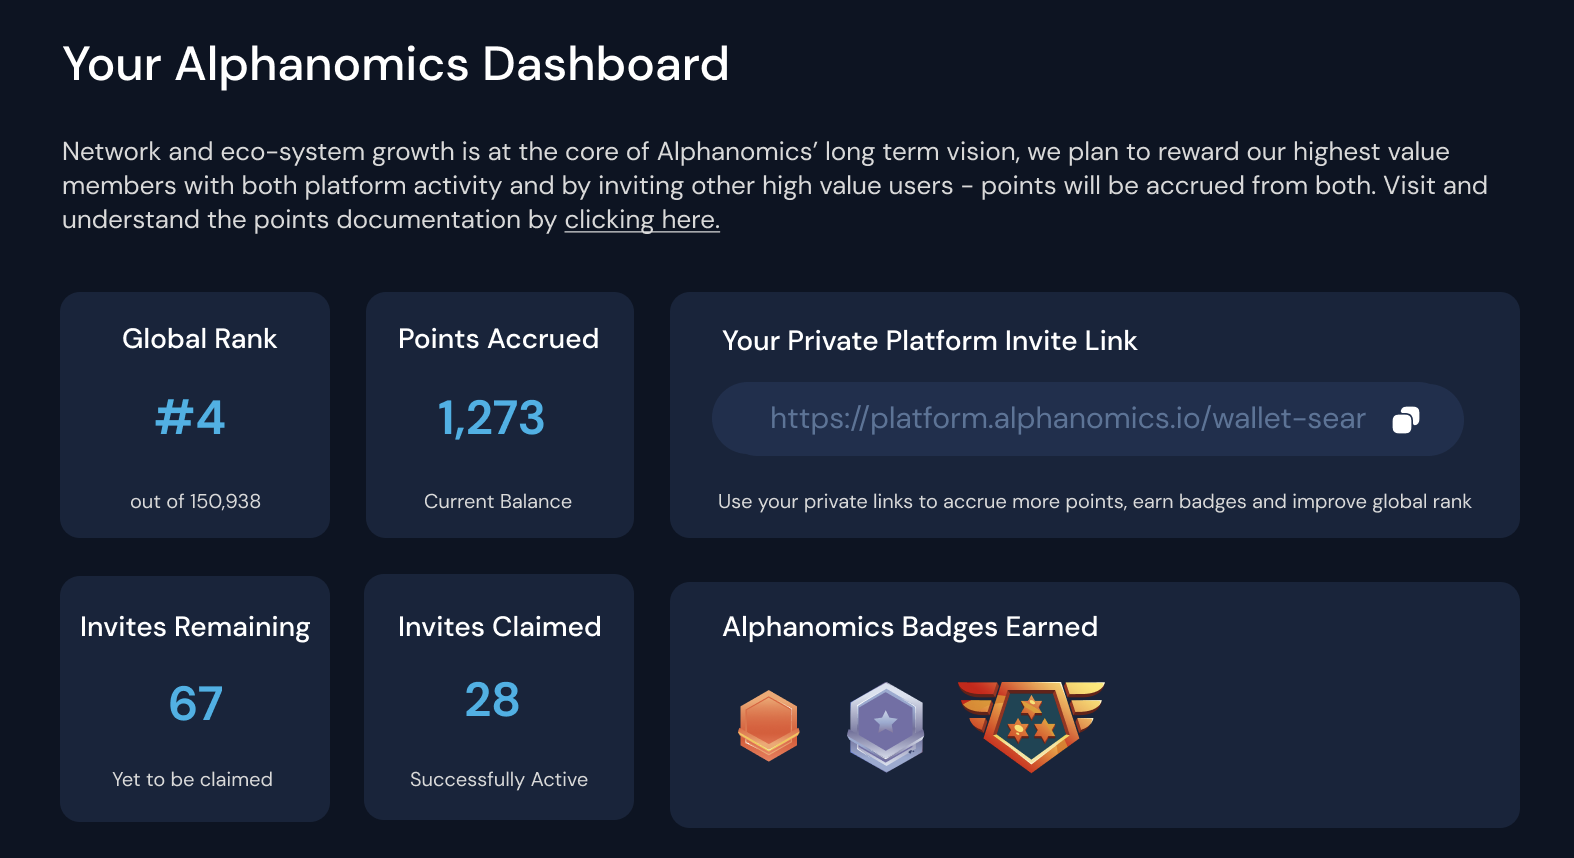 Your Alphanomics Dashboard
Network and eco-system growth is at the core of Alphanomics’ long term vision, we plan to reward our highest value
members with both platform activity and by inviting other high value users - points will be accrued from both. Visit and
understand the points documentation by clicking here.
Global Rank
#4
out of 150,938
Points Accrued
1,273
Current Balance
Your Private Platform Invite Link
https://platform.alphanomics.io/wallet-sear
Use your private links to accrue more points, earn badges and improve global rank
Invites Remaining
67
Yet to be claimed
Invites Claimed
28
Successfully Active
Alphanomics Badges Earned